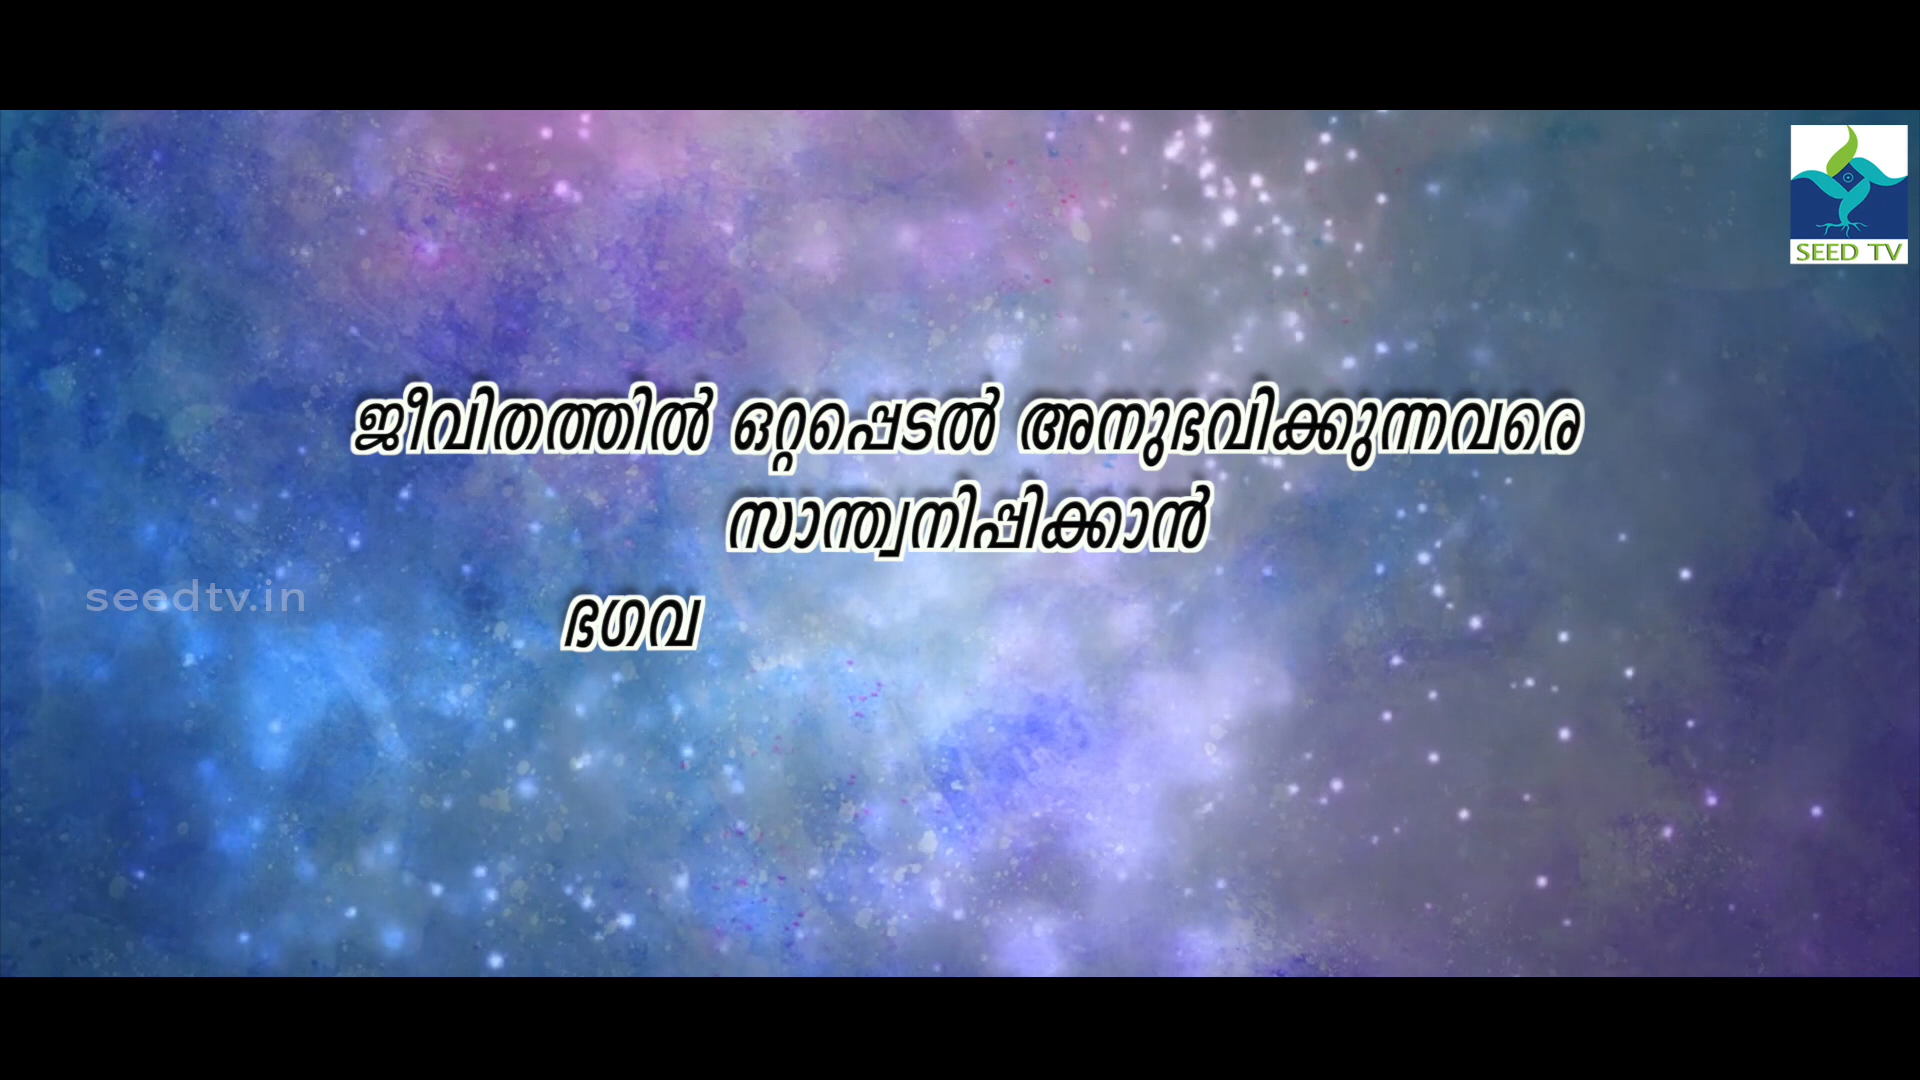 SEED TV
ജീവിതത്തിൽ ഒറ്റപ്പെടൽ അനുഭവിക്കുന്നവരെ
സാന്ത്വനിപ്പിക്കാൻ
seedtv.in
ഭഗവ